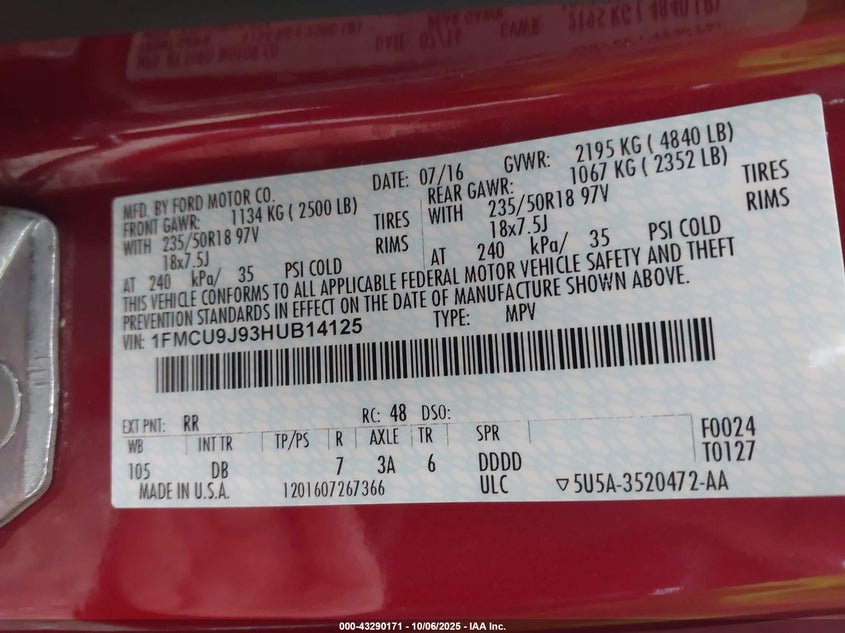 MFD. BY FORD MOTOR CO. DATE: 07/16 GVWR: 2195 KG ( 4840 LB)
FRONT GAWR: 1134 KG ( 2500 LB) REAR GAWR: 1067 KG ( 2352 LB)
WITH 235/50R18 97V TIRES WITH 235/50R18 97V TIRES
18x7.5J RIMS 18x7.5J RIMS
AT 240 kPa/ 35 PSI COLD AT 240 kPa/ 35 PSI COLD
THIS VEHICLE CONFORMS TO ALL APPLICABLE FEDERAL MOTOR VEHICLE SAFETY AND THEFT
PREVENTION STANDARDS IN EFFECT ON THE DATE OF MANUFACTURE SHOWN ABOVE.
VIN: 1FMCU9J93HUB14125 TYPE: MPV
EXT PNT: RR RC: 48 DSO:
WB INT TR TP/PS R AXLE TR SPR F0024
105 DB 7 3A 6 DDDD T0127
MADE IN U.S.A. 1201607267366 ULC ▽5U5A-3520472-AA
000-43290171 - 10/06/2025 - IAA Inc.